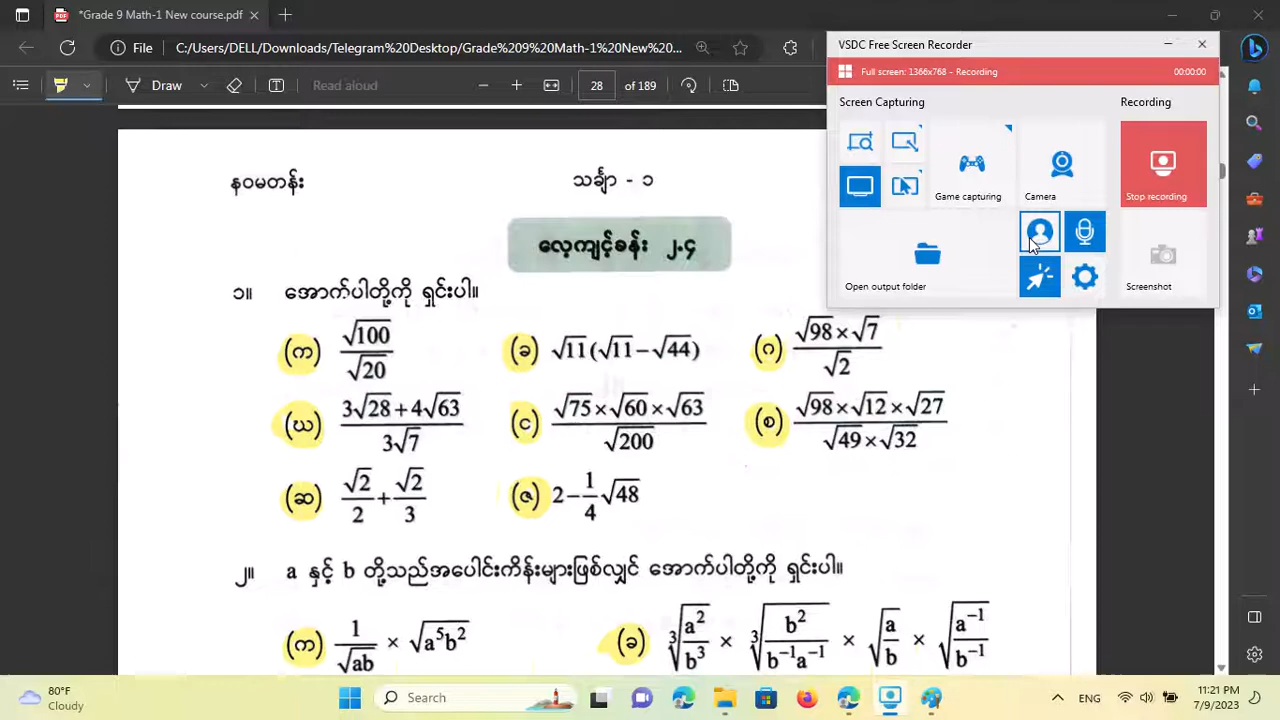 *Grade 9 Math-1 New course.pdf
File C:/Users/DELL/Downloads/Telegram%20Desktop/Grade%209%20Math-1%20New%20...
Draw
Read aloud
28 of 189
VSDC Free Screen Recorder
Full screen: 1366x768 - Recording 00:00:00
Screen Capturing Recording
Game capturing Camera Stop recording
Open output folder Screenshot
နဝမတန်း သင်္ချာ - ၁
လေ့ကျင့်ခန်း ၂.၄
၁။ အောက်ပါတို့ကို ရှင်းပါ။
(က) √100/√20 (ခ) √11(√11−√44) (ဂ) (√98×√7)/√2
(ဃ) (3√28+4√63)/(3√7) (င) (√75×√60×√63)/√200 (စ) (√98×√12×√27)/(√49×√32)
(ဆ) √2/2+√2/3 (ဇ) 2−1/4√48
၂။ a နှင့် b တို့သည်အပေါင်းကိန်းများဖြစ်လျှင် အောက်ပါတို့ကို ရှင်းပါ။
(က) 1/√ab × √a⁵b² (ခ) ∛(a²/b³) × ∛(b²/(b⁻¹a⁻¹)) × √(a/b) × √(a⁻¹/b⁻¹)
80°F
Cloudy
Search
ENG
11:21 PM
7/9/2023